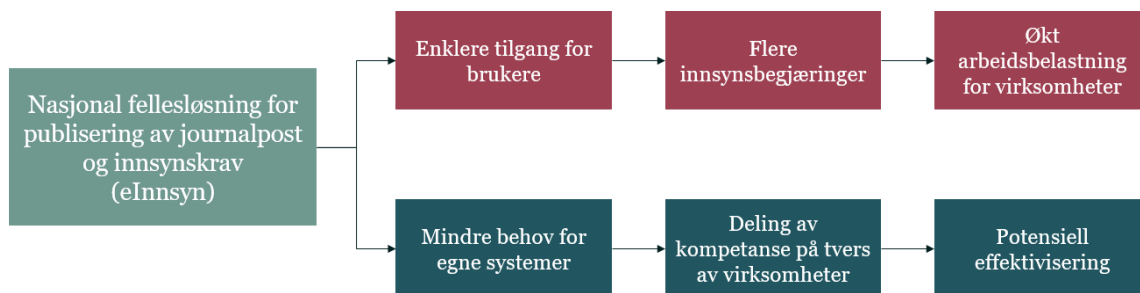 Nasjonal fellesløsning for
publisering av journalpost
og innsynskrav
(eInnsyn)
Enklere tilgang for
brukere
Flere
innsynsbegjæringer
Økt
arbeidsbelastning
for virksomheter
Mindre behov for
egne systemer
Deling av
kompetanse på tvers
av virksomheter
Potensiell
effektivisering